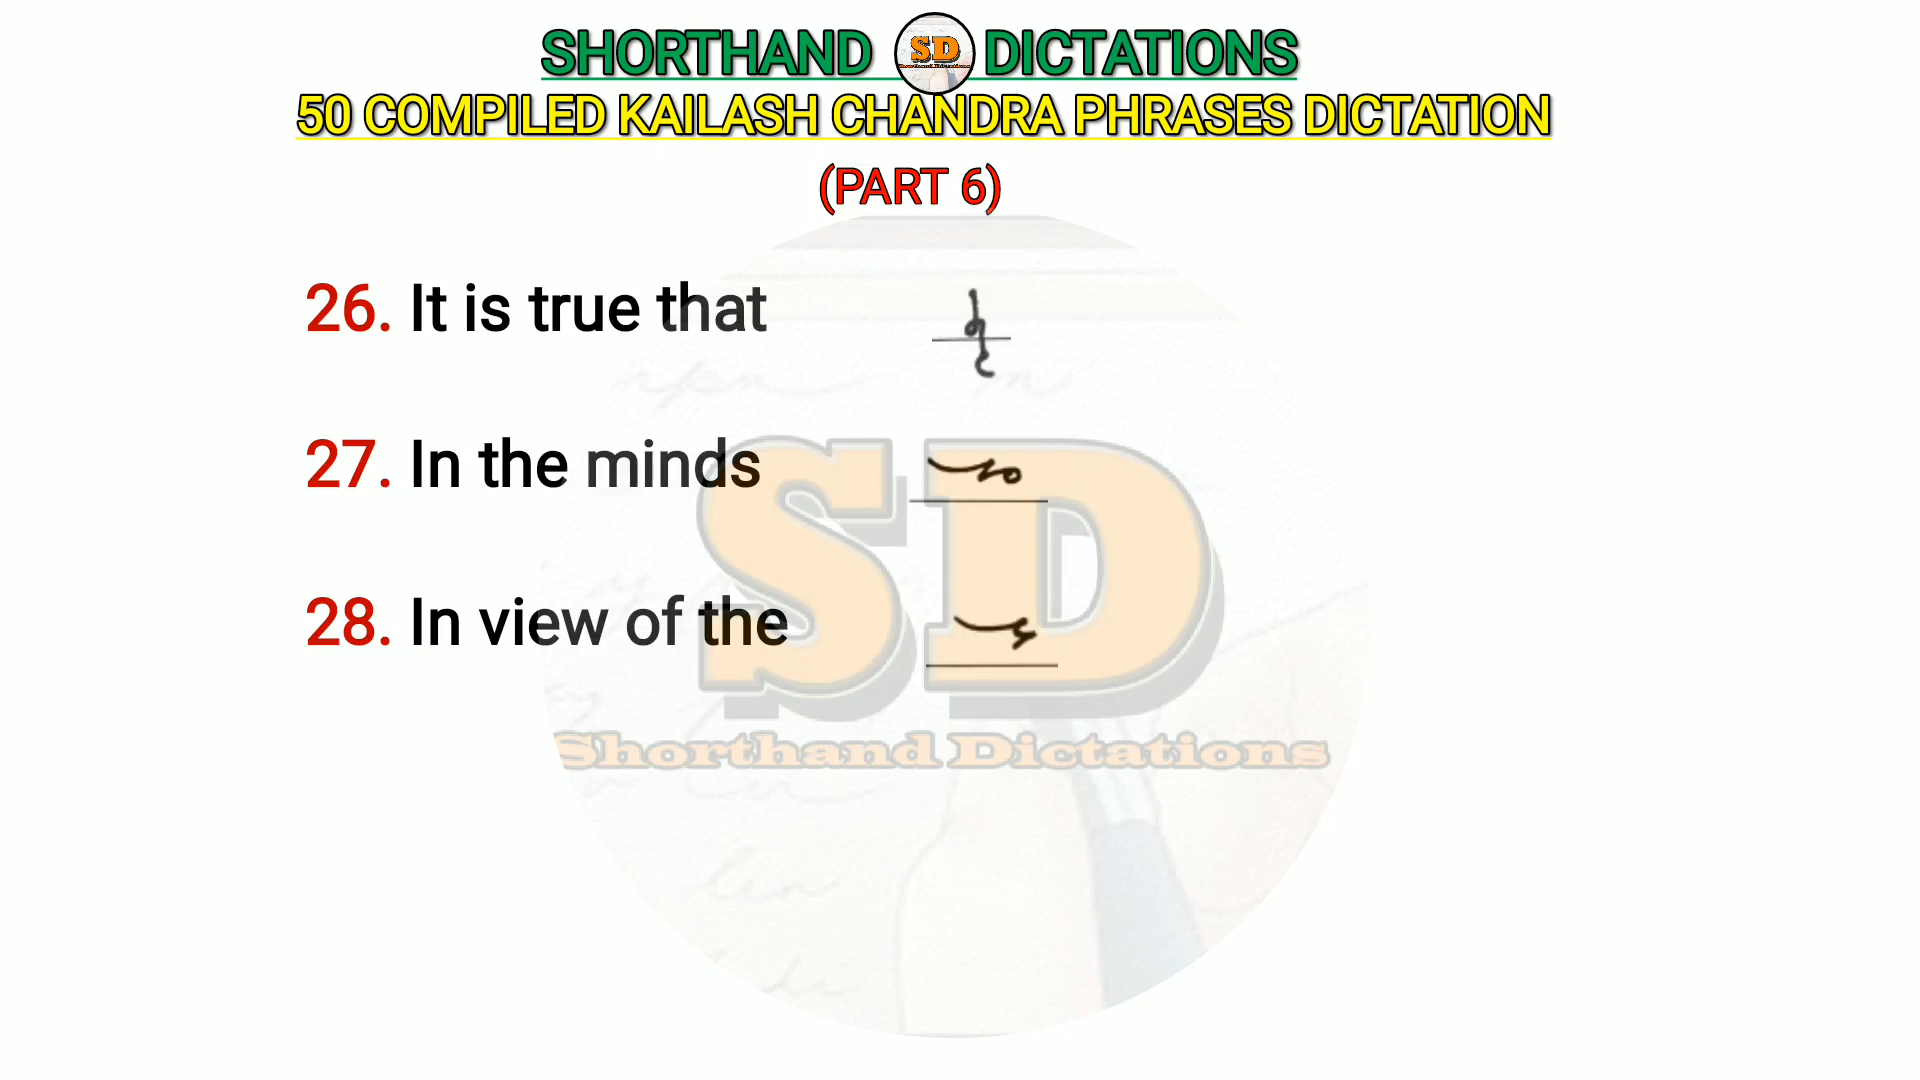 SHORTHAND SD DICTATIONS
50 COMPILED KAILASH CHANDRA PHRASES DICTATION
(PART 6)
26. It is true that
27. In the minds
28. In view of the
SD
Shorthand Dictations